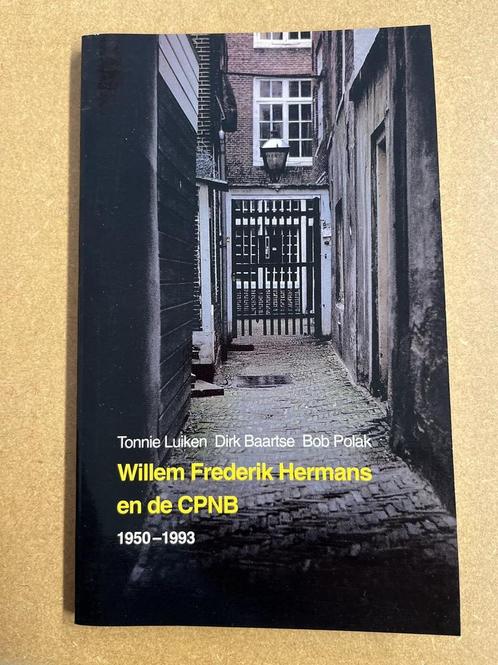 Tonnie Luiken Dirk Baartse Bob Polak
Willem Frederik Hermans
en de CPNB
1950–1993